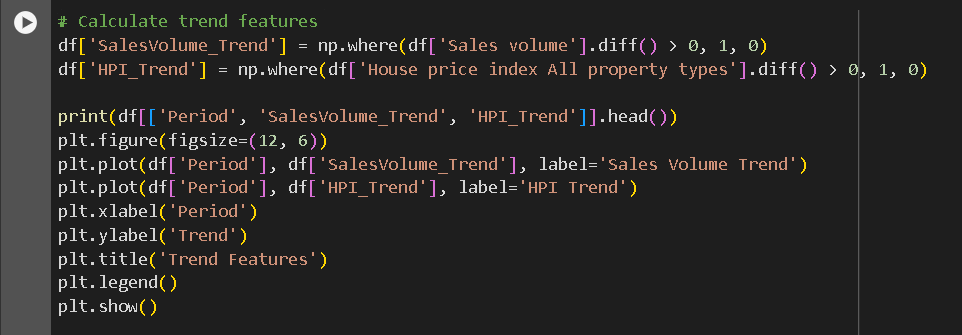 # Calculate trend features
df['SalesVolume_Trend'] = np.where(df['Sales volume'].diff() > 0, 1, 0)
df['HPI_Trend'] = np.where(df['House price index All property types'].diff() > 0, 1, 0)
print(df[['Period', 'SalesVolume_Trend', 'HPI_Trend']].head())
plt.figure(figsize=(12, 6))
plt.plot(df['Period'], df['SalesVolume_Trend'], label='Sales Volume Trend')
plt.plot(df['Period'], df['HPI_Trend'], label='HPI Trend')
plt.xlabel('Period')
plt.ylabel('Trend')
plt.title('Trend Features')
plt.legend()
plt.show()